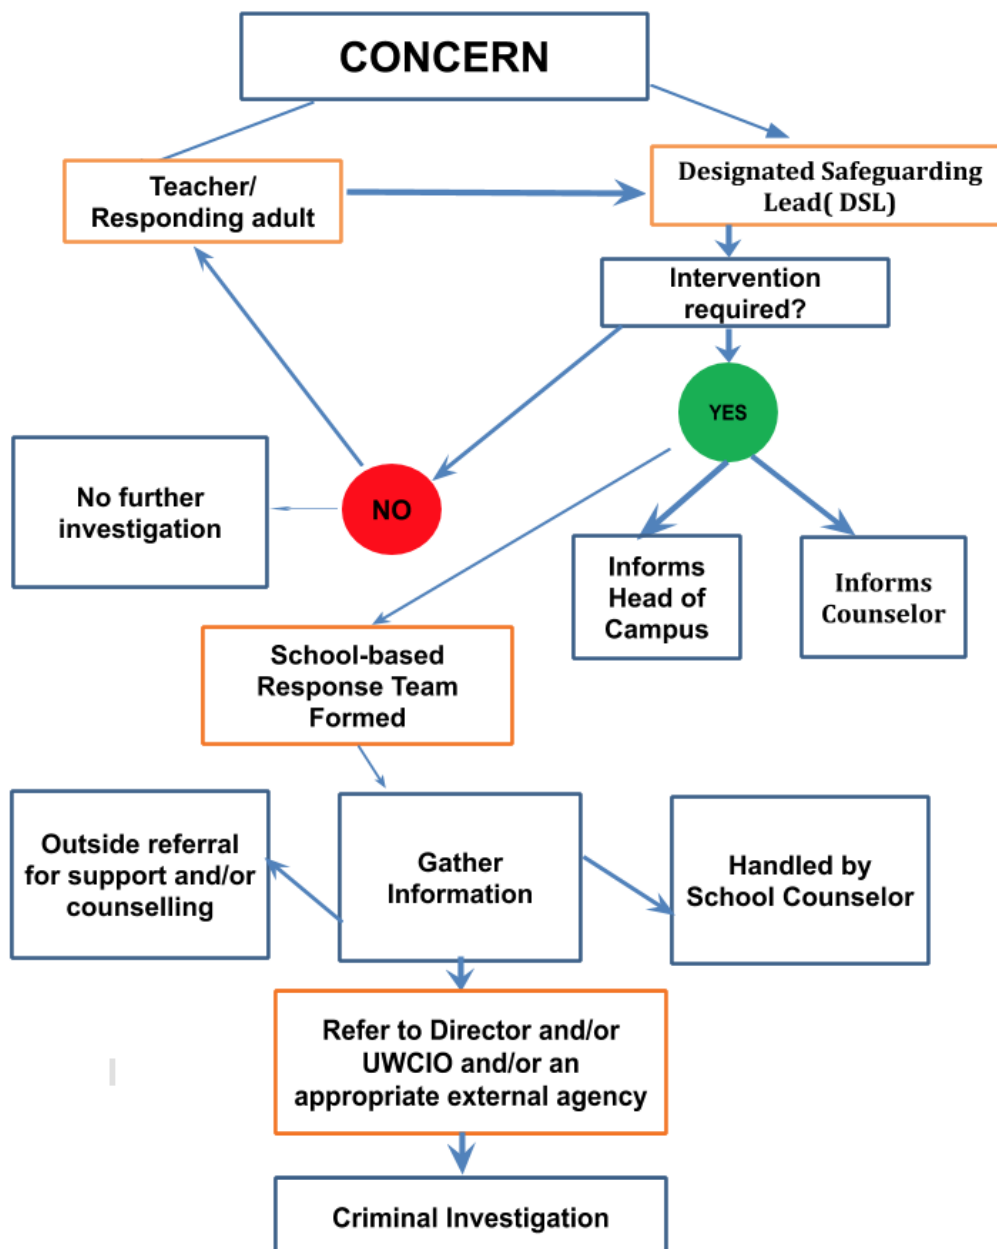 CONCERN
Teacher/
Responding adult
Designated Safeguarding
Lead( DSL)
Intervention
required?
YES
NO
No further
investigation
Informs
Head of
Campus
Informs
Counselor
School-based
Response Team
Formed
Outside referral
for support and/or
counselling
Gather
Information
Handled by
School Counselor
Refer to Director and/or
UWCIO and/or an
appropriate external agency
Criminal Investigation